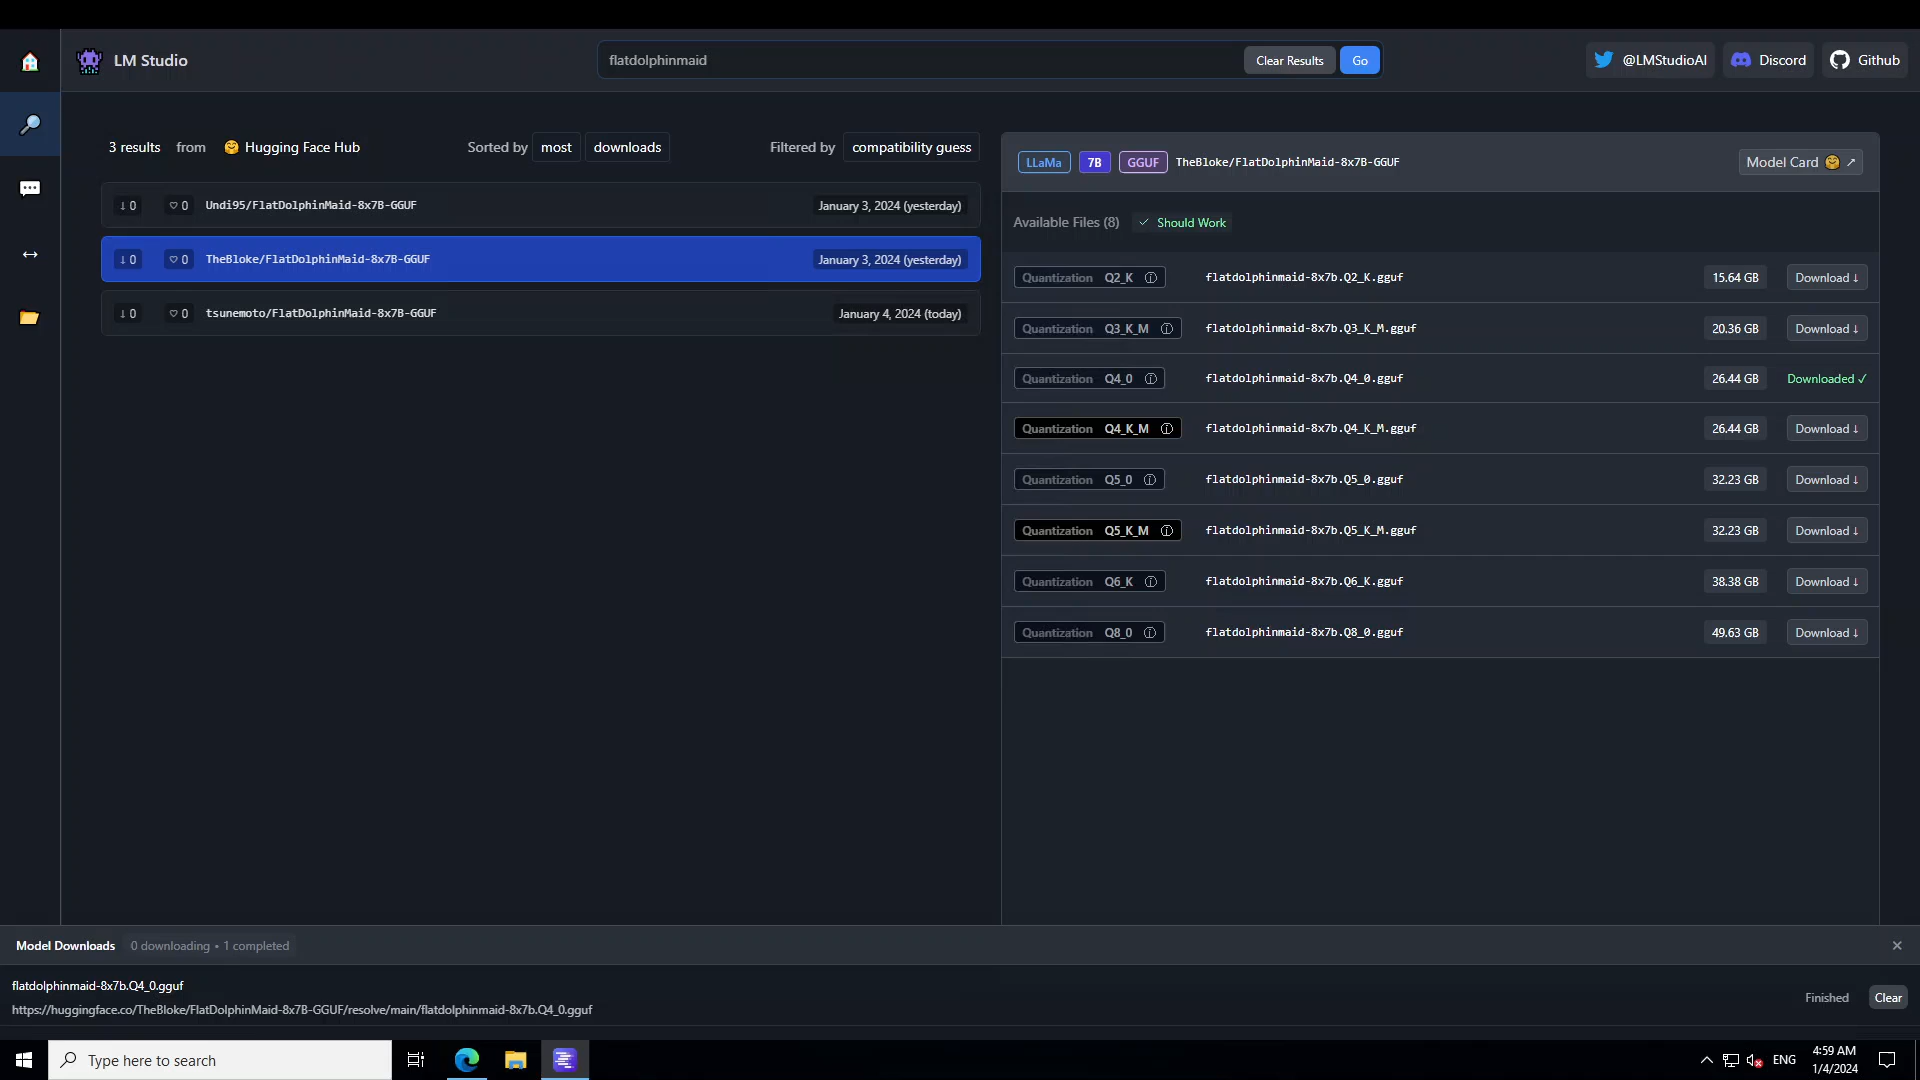 LM Studio
flatdolphinmaid
Clear Results
Go
@LMStudioAI
Discord
Github
3 results from Hugging Face Hub
Sorted by most downloads
Filtered by compatibility guess
↓ 0 ♡ 0 Undi95/FlatDolphinMaid-8x7B-GGUF January 3, 2024 (yesterday)
↓ 0 ♡ 0 TheBloke/FlatDolphinMaid-8x7B-GGUF January 3, 2024 (yesterday)
↓ 0 ♡ 0 tsunemoto/FlatDolphinMaid-8x7B-GGUF January 4, 2024 (today)
LLaMa 7B GGUF TheBloke/FlatDolphinMaid-8x7B-GGUF Model Card ↗
Available Files (8) ✓ Should Work
Quantization Q2_K ⓘ flatdolphinmaid-8x7b.Q2_K.gguf 15.64 GB Download ↓
Quantization Q3_K_M ⓘ flatdolphinmaid-8x7b.Q3_K_M.gguf 20.36 GB Download ↓
Quantization Q4_0 ⓘ flatdolphinmaid-8x7b.Q4_0.gguf 26.44 GB Downloaded ✓
Quantization Q4_K_M ⓘ flatdolphinmaid-8x7b.Q4_K_M.gguf 26.44 GB Download ↓
Quantization Q5_0 ⓘ flatdolphinmaid-8x7b.Q5_0.gguf 32.23 GB Download ↓
Quantization Q5_K_M ⓘ flatdolphinmaid-8x7b.Q5_K_M.gguf 32.23 GB Download ↓
Quantization Q6_K ⓘ flatdolphinmaid-8x7b.Q6_K.gguf 38.38 GB Download ↓
Quantization Q8_0 ⓘ flatdolphinmaid-8x7b.Q8_0.gguf 49.63 GB Download ↓
Model Downloads 0 downloading • 1 completed
flatdolphinmaid-8x7b.Q4_0.gguf
https://huggingface.co/TheBloke/FlatDolphinMaid-8x7B-GGUF/resolve/main/flatdolphinmaid-8x7b.Q4_0.gguf
Finished
Clear
Type here to search
ENG
4:59 AM
1/4/2024